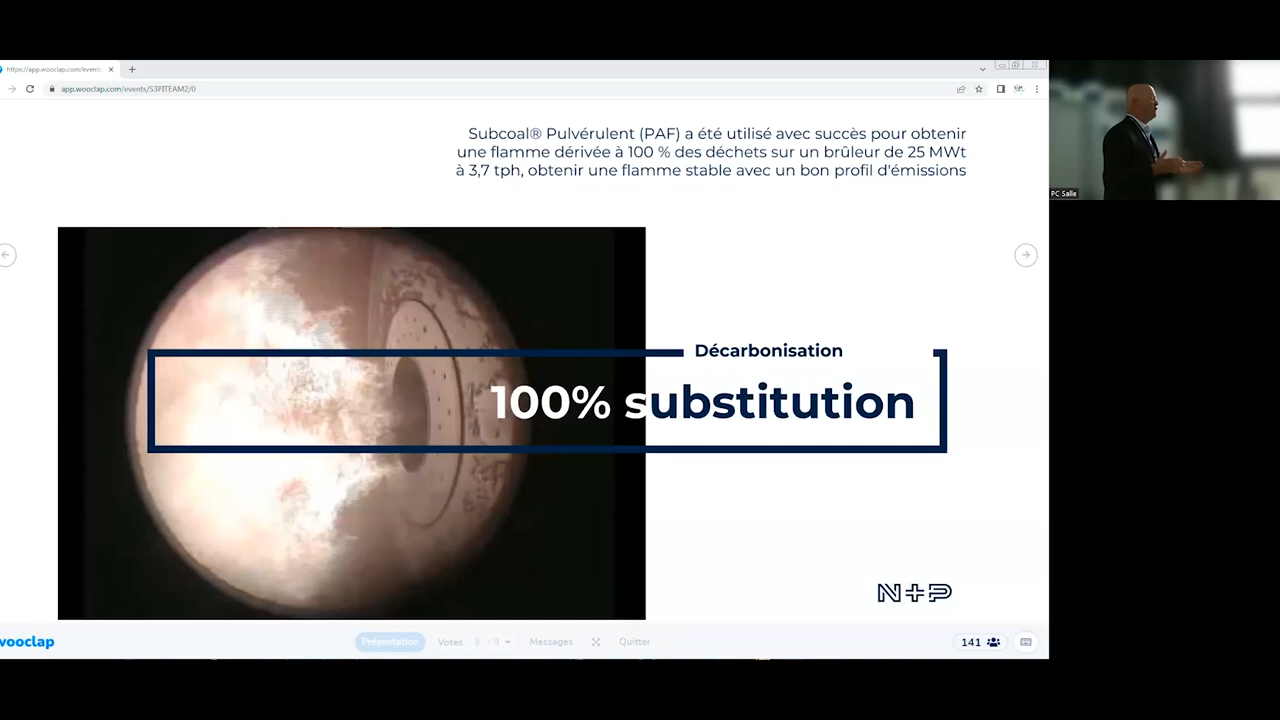 https://app.wooclap.com/events
app.wooclap.com/events/S3PITEAM2/0
Subcoal® Pulvérulent (PAF) a été utilisé avec succès pour obtenir
une flamme dérivée à 100 % des déchets sur un brûleur de 25 MWt
à 3,7 tph, obtenir une flamme stable avec un bon profil d'émissions
PC Salle
Décarbonisation
100% substitution
N+P
wooclap
Présentation
Votes 3 / 9
Messages
Quitter
141